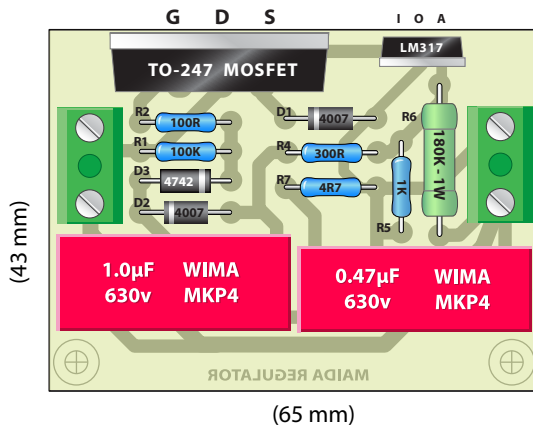 G D S
I O A
TO-247 MOSFET
LM317
R2
100R
D1
4007
R6
R1
100K
R4
300R
180K - 1W
D3
4742
R7
4R7
1K
D2
4007
R5
1.0µF WIMA
630v MKP4
0.47µF WIMA
630v MKP4
(43 mm)
MAIDA REGULATOR
(65 mm)